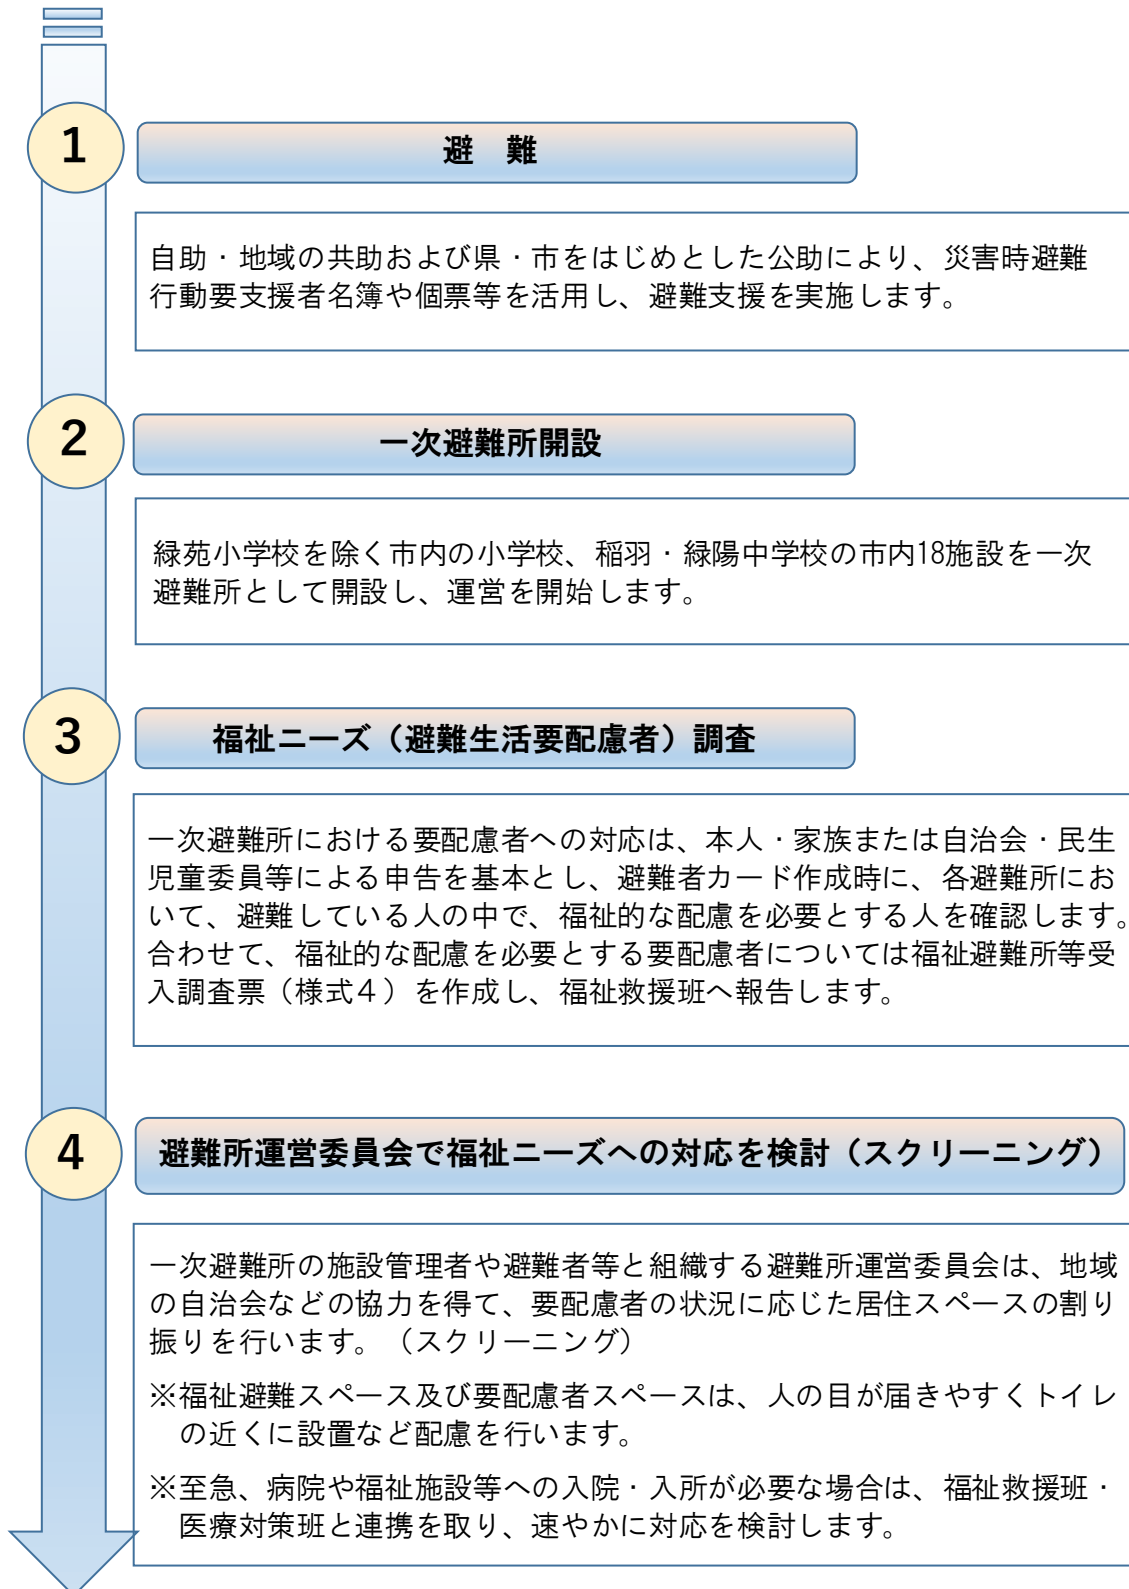 1
避　難
自助・地域の共助および県・市をはじめとした公助により、災害時避難
行動要支援者名簿や個票等を活用し、避難支援を実施します。
2
一次避難所開設
緑苑小学校を除く市内の小学校、稲羽・緑陽中学校の市内18施設を一次
避難所として開設し、運営を開始します。
3
福祉ニーズ（避難生活要配慮者）調査
一次避難所における要配慮者への対応は、本人・家族または自治会・民生
児童委員等による申告を基本とし、避難者カード作成時に、各避難所にお
いて、避難している人の中で、福祉的な配慮を必要とする人を確認します。
合わせて、福祉的な配慮を必要とする要配慮者については福祉避難所等受
入調査票（様式４）を作成し、福祉救援班へ報告します。
4
避難所運営委員会で福祉ニーズへの対応を検討（スクリーニング）
一次避難所の施設管理者や避難者等と組織する避難所運営委員会は、地域
の自治会などの協力を得て、要配慮者の状況に応じた居住スペースの割り
振りを行います。（スクリーニング）
※福祉避難スペース及び要配慮者スペースは、人の目が届きやすくトイレ
の近くに設置など配慮を行います。
※至急、病院や福祉施設等への入院・入所が必要な場合は、福祉救援班・
医療対策班と連携を取り、速やかに対応を検討します。